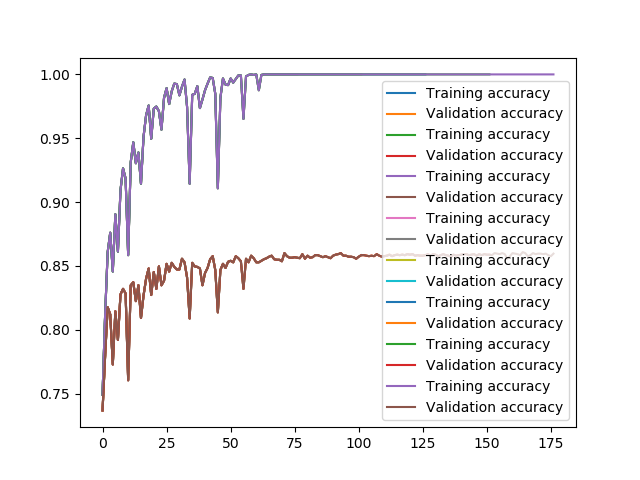 1.00
0.95
0.90
0.85
0.80
0.75
0
25
50
75
100
125
150
175
Training accuracy
Validation accuracy
Training accuracy
Validation accuracy
Training accuracy
Validation accuracy
Training accuracy
Validation accuracy
Training accuracy
Validation accuracy
Training accuracy
Validation accuracy
Training accuracy
Validation accuracy
Training accuracy
Validation accuracy